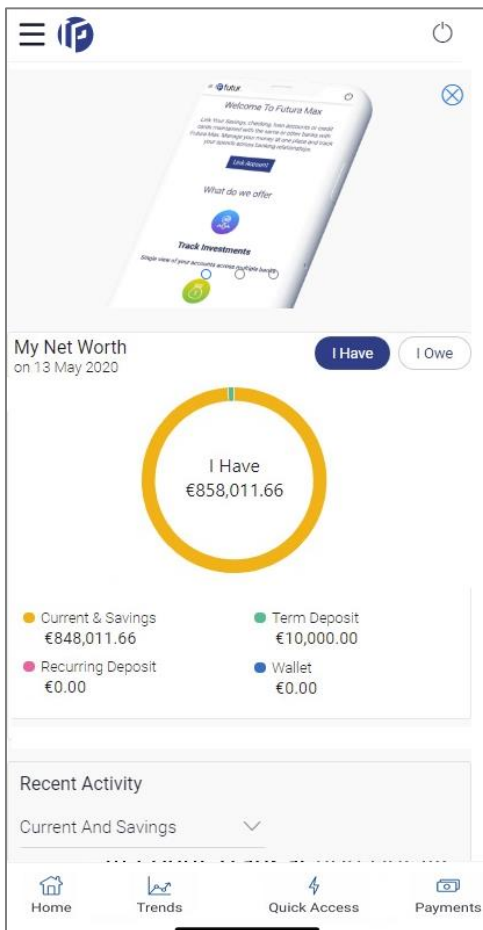 futur
Welcome To Futura Max
Link Your Savings, checking, loan accounts or credit
cards maintained with the same or other banks with
Futura Max. Manage your money at one place and track
your spends across banking relationships.
Link Account
What do we offer
Track Investments
Single view of your accounts across multiple banks
My Net Worth
on 13 May 2020
I Have
I Owe
I Have
€858,011.66
Current & Savings
€848,011.66
Term Deposit
€10,000.00
Recurring Deposit
€0.00
Wallet
€0.00
Recent Activity
Current And Savings
Home
Trends
Quick Access
Payments